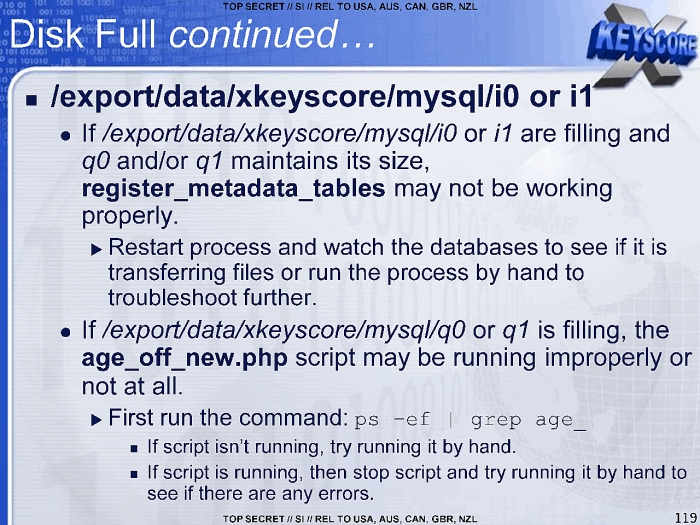 TOP SECRET // SI // REL TO USA, AUS, CAN, GBR, NZL
Disk Full continued…
X KEYSCORE
▪ /export/data/xkeyscore/mysql/i0 or i1
• If /export/data/xkeyscore/mysql/i0 or i1 are filling and
q0 and/or q1 maintains its size,
register_metadata_tables may not be working
properly.
▶ Restart process and watch the databases to see if it is
transferring files or run the process by hand to
troubleshoot further.
• If /export/data/xkeyscore/mysql/q0 or q1 is filling, the
age_off_new.php script may be running improperly or
not at all.
▶ First run the command: ps –ef | grep age_
▪ If script isn't running, try running it by hand.
▪ If script is running, then stop script and try running it by hand to
see if there are any errors.
TOP SECRET // SI // REL TO USA, AUS, CAN, GBR, NZL
119